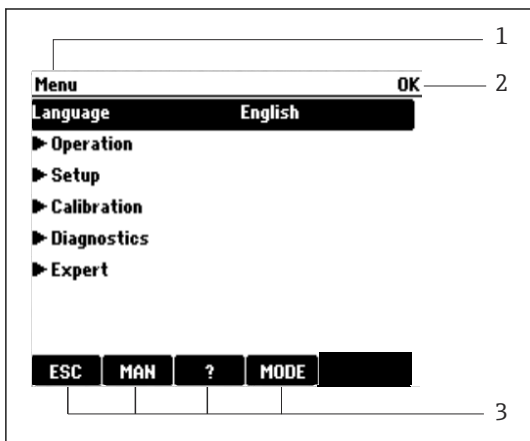 1
Menu OK
2
Language English
Operation
Setup
Calibration
Diagnostics
Expert
ESC MAN ? MODE
3